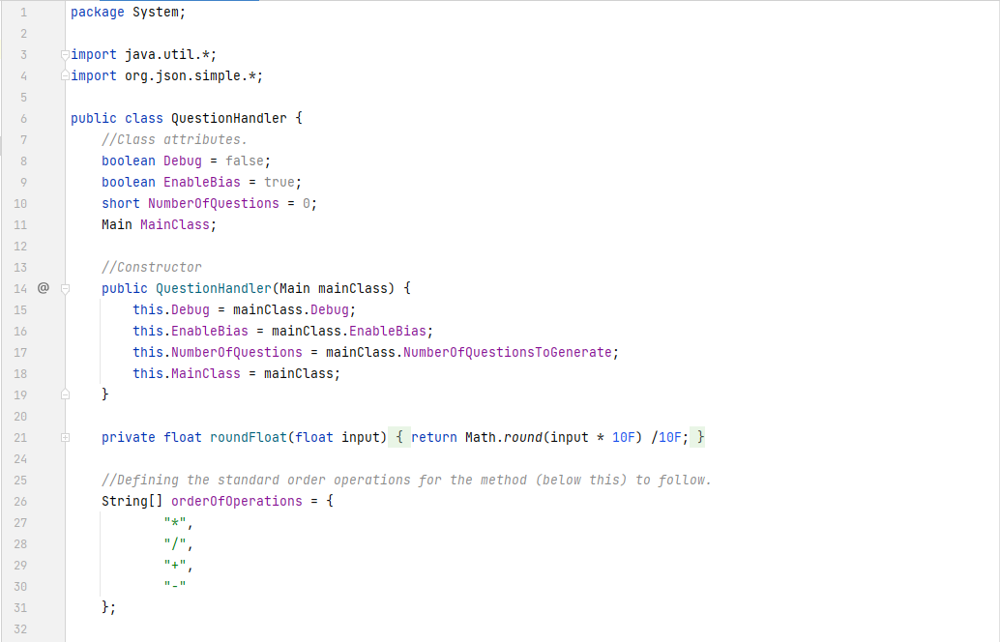 1 package System;
2
3 import java.util.*;
4 import org.json.simple.*;
5
6 public class QuestionHandler {
7     //Class attributes.
8     boolean Debug = false;
9     boolean EnableBias = true;
10     short NumberOfQuestions = 0;
11     Main MainClass;
12
13     //Constructor
14 @     public QuestionHandler(Main mainClass) {
15         this.Debug = mainClass.Debug;
16         this.EnableBias = mainClass.EnableBias;
17         this.NumberOfQuestions = mainClass.NumberOfQuestionsToGenerate;
18         this.MainClass = mainClass;
19     }
20
21     private float roundFloat(float input) { return Math.round(input * 10F) /10F; }
24
25     //Defining the standard order operations for the method (below this) to follow.
26     String[] orderOfOperations = {
27             "*",
28             "/",
29             "+",
30             "-"
31     };
32